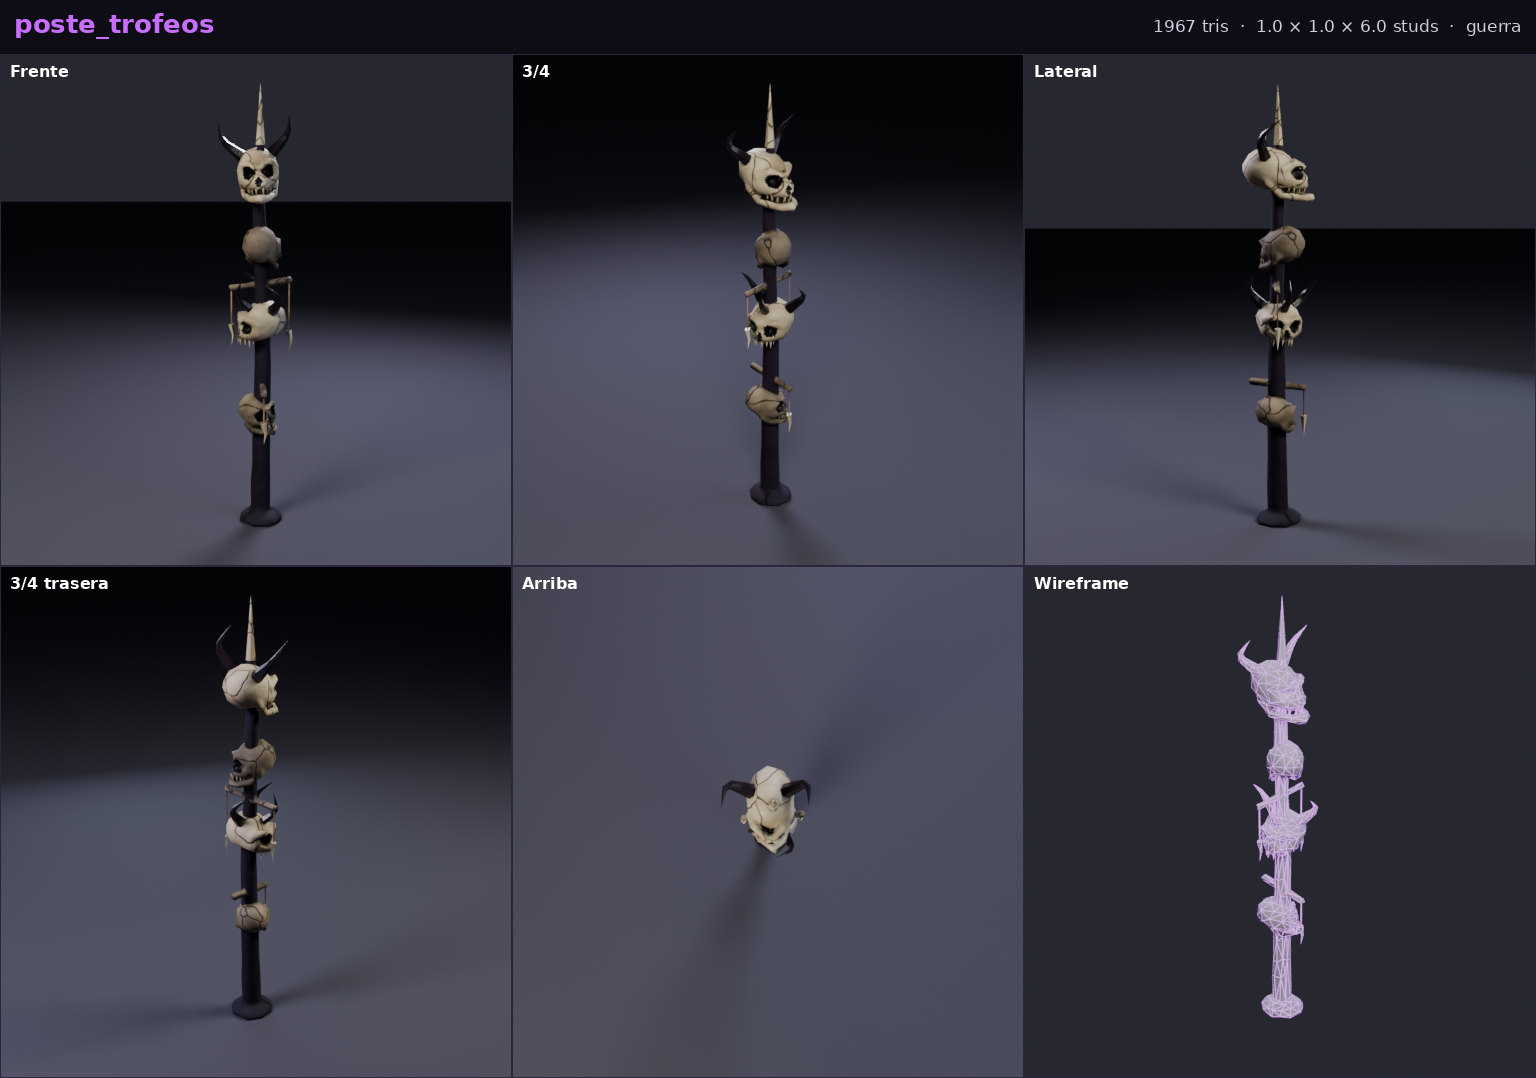 poste_trofeos
1967 tris · 1.0 × 1.0 × 6.0 studs · guerra
Frente
3/4
Lateral
3/4 trasera
Arriba
Wireframe